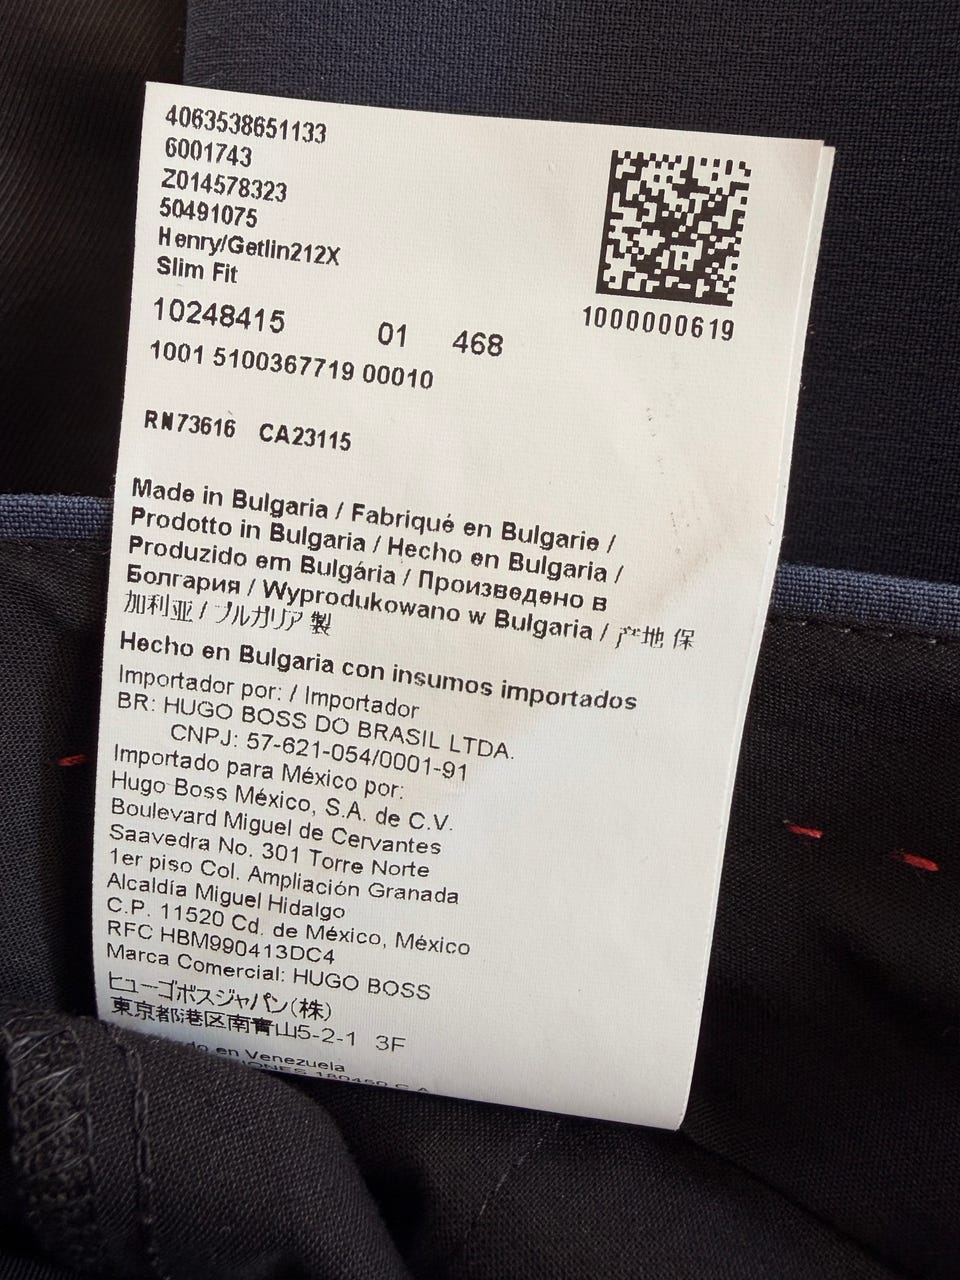 4063538651133
6001743
Z014578323
50491075
Henry/Getlin212X
Slim Fit
10248415 01 468
1000000619
1001 5100367719 00010
RN73616 CA23115
Made in Bulgaria / Fabriqué en Bulgarie /
Prodotto in Bulgaria / Hecho en Bulgaria /
Produzido em Bulgária / Произведено в
Болгария / Wyprodukowano w Bulgaria / 产地 保
加利亚 / ブルガリア 製
Hecho en Bulgaria con insumos importados
Importador por: / Importador
BR: HUGO BOSS DO BRASIL LTDA.
CNPJ: 57-621-054/0001-91
Importado para México por:
Hugo Boss México, S.A. de C.V.
Boulevard Miguel de Cervantes
Saavedra No. 301 Torre Norte
1er piso Col. Ampliación Granada
Alcaldía Miguel Hidalgo
C.P. 11520 Cd. de México, México
RFC HBM990413DC4
Marca Comercial: HUGO BOSS
ヒューゴボスジャパン(株)
東京都港区南青山5-2-1 3F
en Venezuela
180450 C.A.